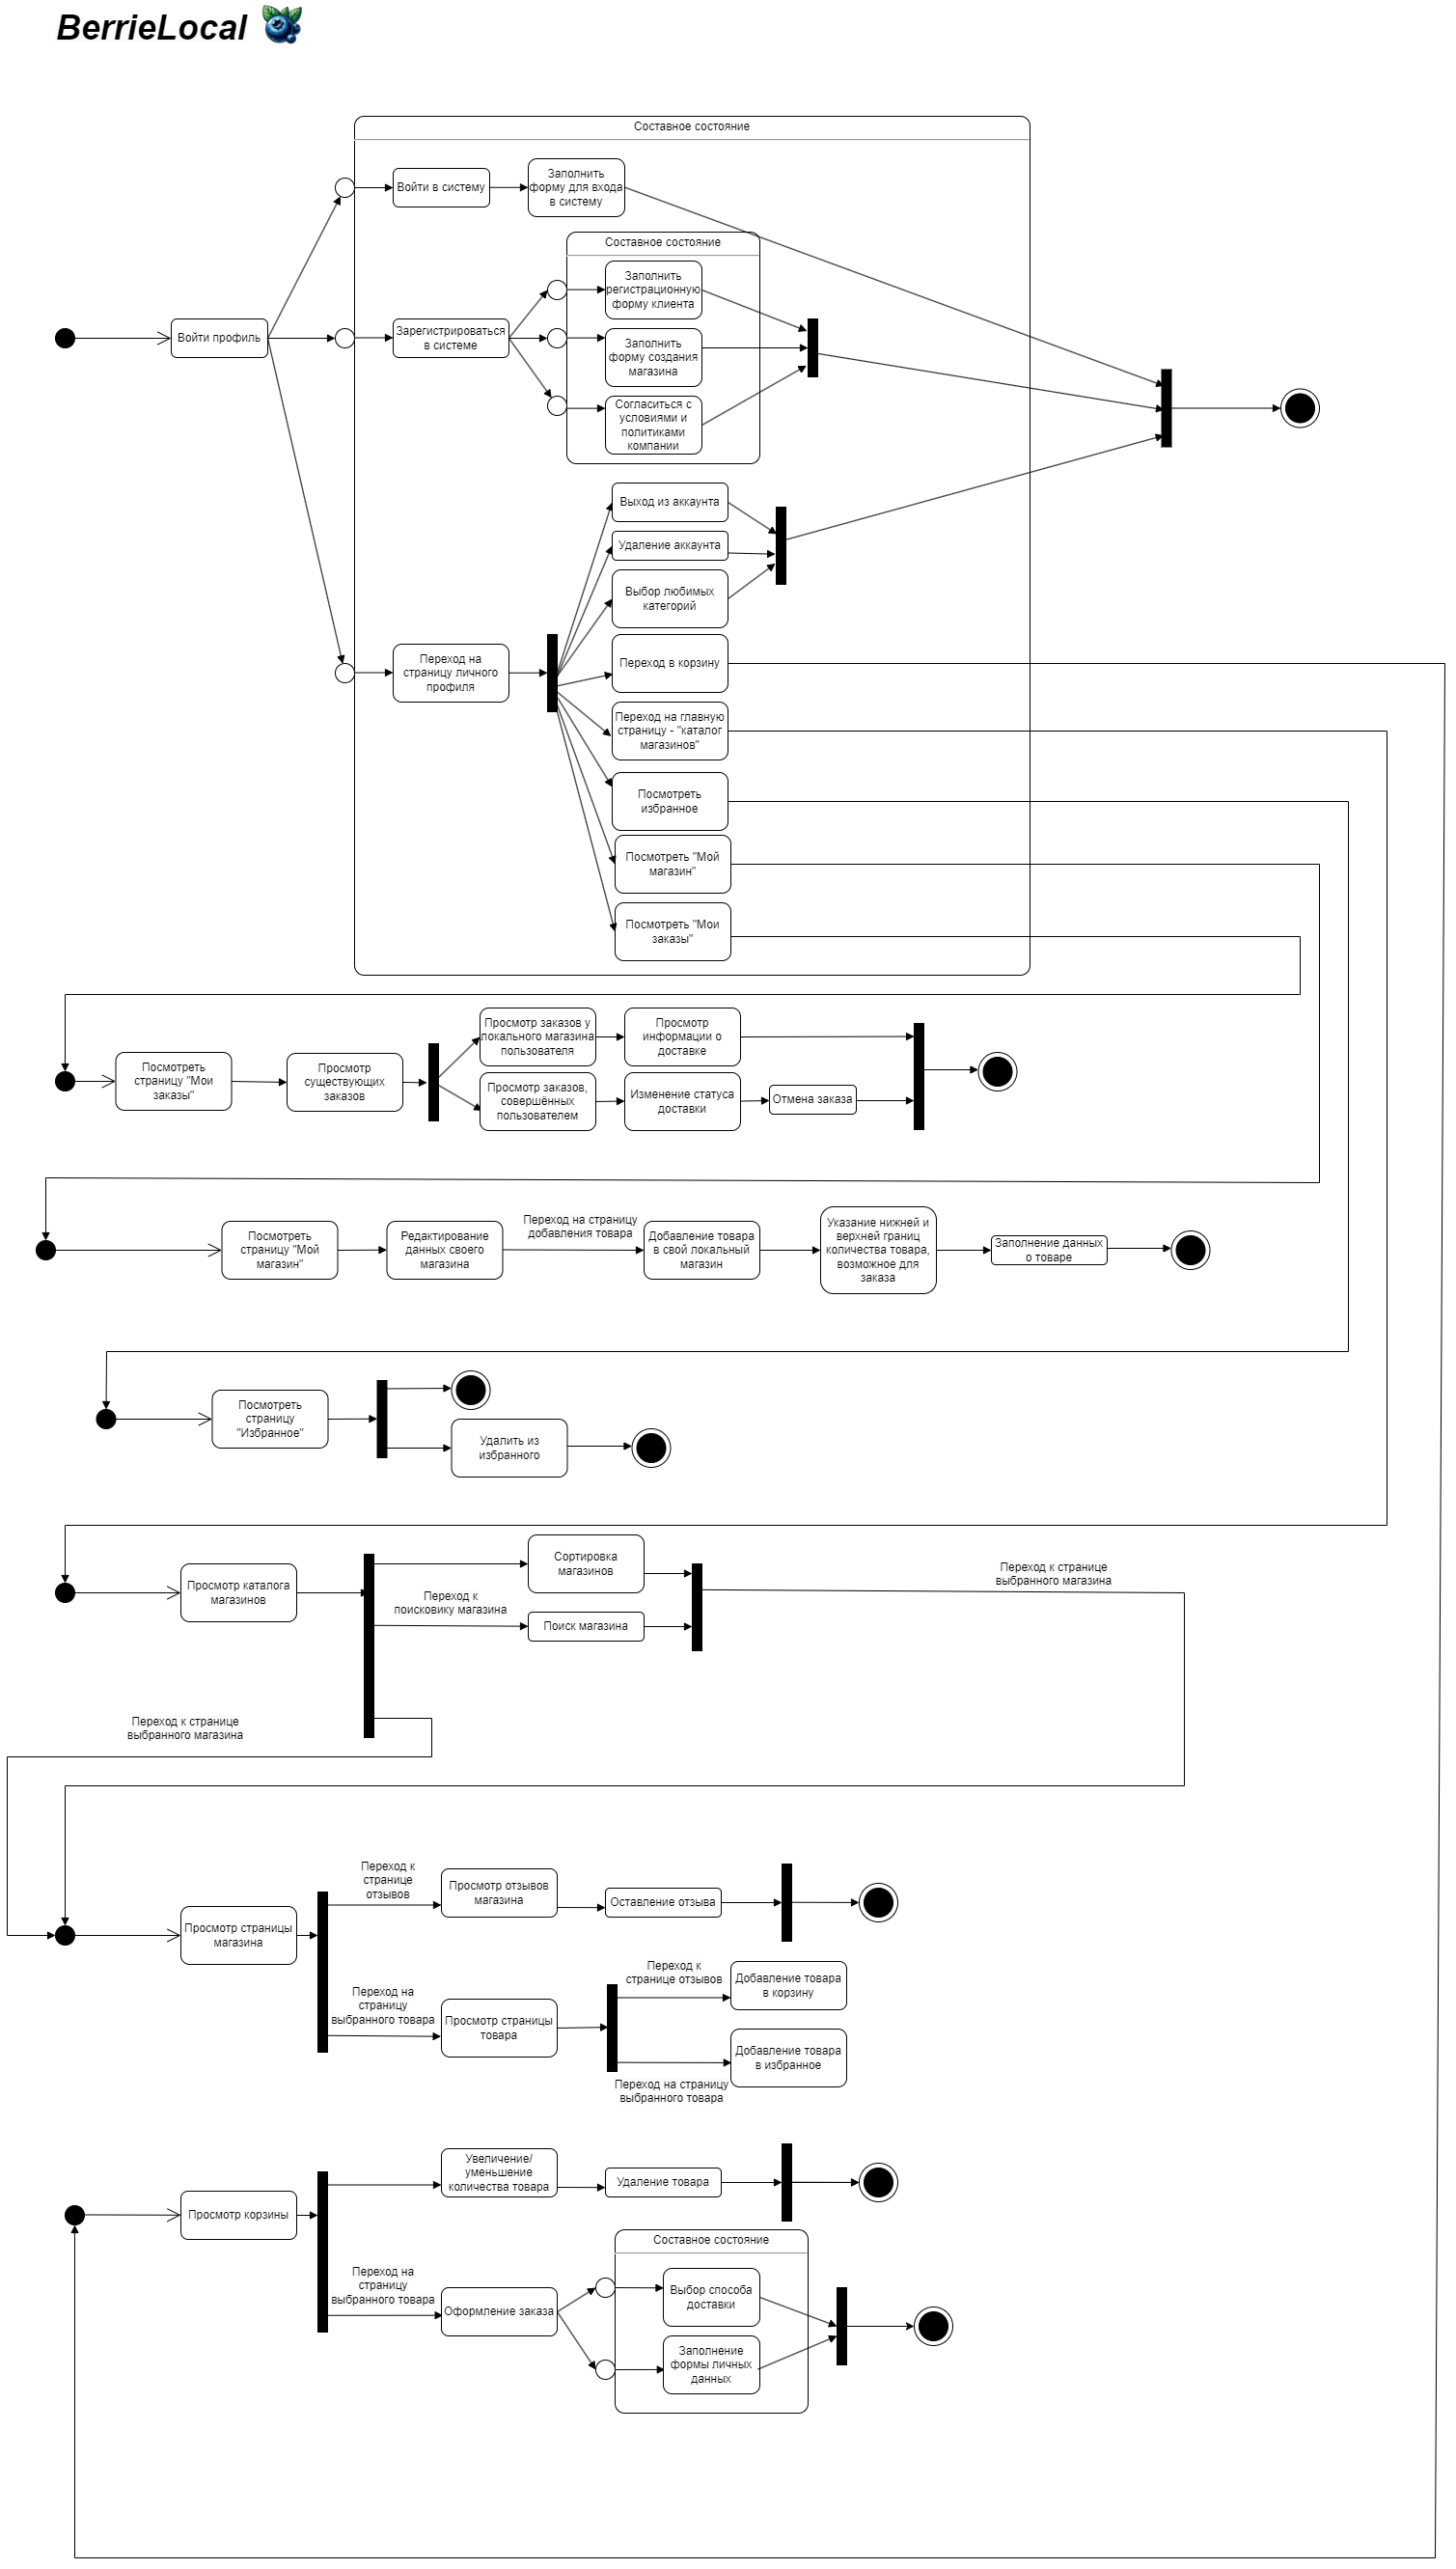 BerrieLocal
Составное состояние
Войти в систему
Заполнить
форму для входа
в систему
Составное состояние
Заполнить
регистрационную
форму клиента
Войти профиль
Зарегистрироваться
в системе
Заполнить
форму создания
магазина
Согласиться с
условиями и
политиками
компании
Выход из аккаунта
Удаление аккаунта
Выбор любимых
категорий
Переход на
страницу личного
профиля
Переход в корзину
Переход на главную
страницу - "каталог
магазинов"
Посмотреть
избранное
Посмотреть "Мой
магазин"
Посмотреть "Мои
заказы"
Посмотреть
страницу "Мои
заказы"
Просмотр
существующих
заказов
Просмотр заказов у
локального магазина
пользователя
Просмотр
информации о
доставке
Просмотр заказов,
совершённых
пользователем
Изменение статуса
доставки
Отмена заказа
Посмотреть
страницу "Мой
магазин"
Редактирование
данных своего
магазина
Переход на страницу
добавления товара
Добавление товара
в свой локальный
магазин
Указание нижней и
верхней границ
количества товара,
возможное для
заказа
Заполнение данных
о товаре
Посмотреть
страницу
"Избранное"
Удалить из
избранного
Просмотр каталога
магазинов
Сортировка
магазинов
Переход к
поисковику магазина
Поиск магазина
Переход к странице
выбранного магазина
Переход к странице
выбранного магазина
Просмотр страницы
магазина
Переход к
странице
отзывов
Просмотр отзывов
магазина
Оставление отзыва
Переход на
страницу
выбранного товара
Просмотр страницы
товара
Переход к
странице отзывов
Добавление товара
в корзину
Добавление товара
в избранное
Переход на страницу
выбранного товара
Просмотр корзины
Увеличение/
уменьшение
количества товара
Удаление товара
Переход на
страницу
выбранного товара
Оформление заказа
Составное состояние
Выбор способа
доставки
Заполнение
формы личных
данных